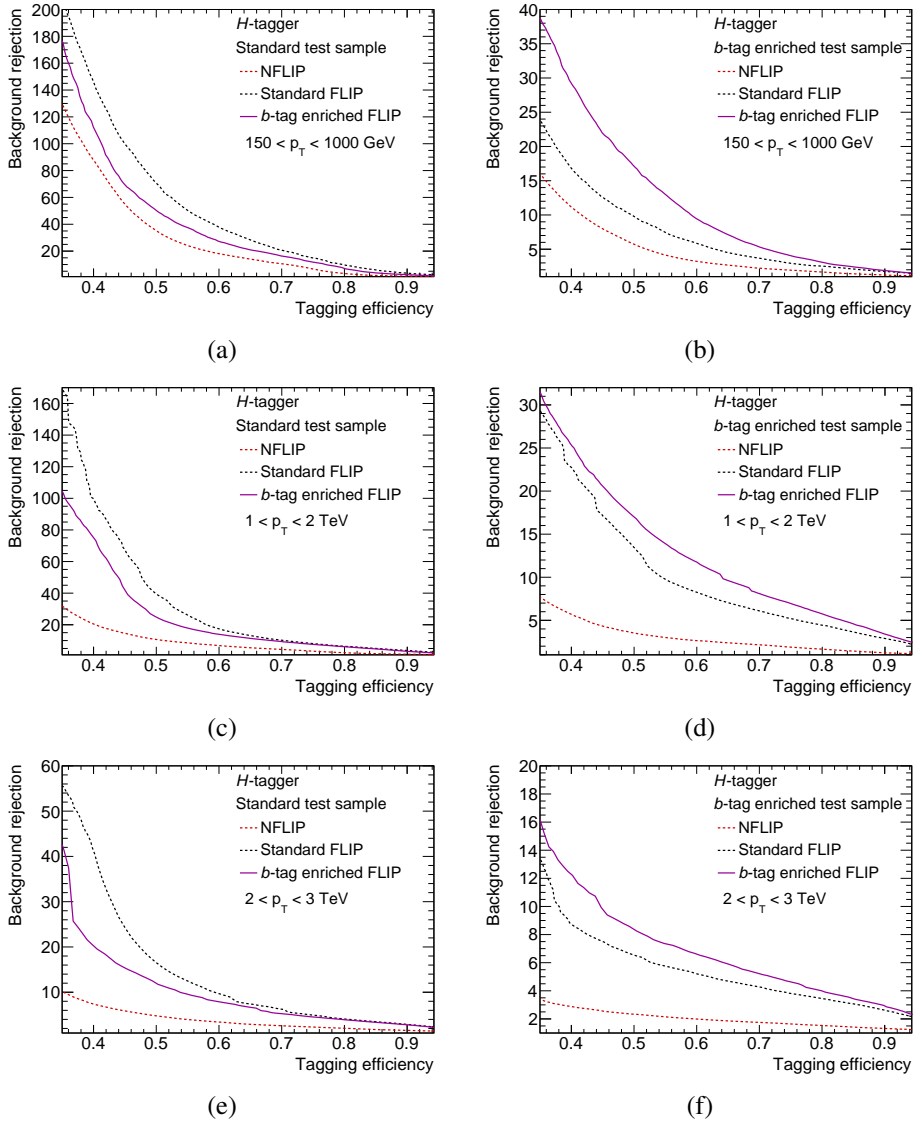 Background rejection
200
180
160
140
120
100
80
60
40
20
0.4 0.5 0.6 0.7 0.8 0.9
Tagging efficiency
H-tagger
Standard test sample
NFLIP
Standard FLIP
b-tag enriched FLIP
150 < pT < 1000 GeV
(a)
Background rejection
40
35
30
25
20
15
10
5
0.4 0.5 0.6 0.7 0.8 0.9
Tagging efficiency
H-tagger
b-tag enriched test sample
NFLIP
Standard FLIP
b-tag enriched FLIP
150 < pT < 1000 GeV
(b)
Background rejection
160
140
120
100
80
60
40
20
0.4 0.5 0.6 0.7 0.8 0.9
Tagging efficiency
H-tagger
Standard test sample
NFLIP
Standard FLIP
b-tag enriched FLIP
1 < pT < 2 TeV
(c)
Background rejection
30
25
20
15
10
5
0.4 0.5 0.6 0.7 0.8 0.9
Tagging efficiency
H-tagger
b-tag enriched test sample
NFLIP
Standard FLIP
b-tag enriched FLIP
1 < pT < 2 TeV
(d)
Background rejection
60
50
40
30
20
10
0.4 0.5 0.6 0.7 0.8 0.9
Tagging efficiency
H-tagger
Standard test sample
NFLIP
Standard FLIP
b-tag enriched FLIP
2 < pT < 3 TeV
(e)
Background rejection
20
18
16
14
12
10
8
6
4
2
0.4 0.5 0.6 0.7 0.8 0.9
Tagging efficiency
H-tagger
b-tag enriched test sample
NFLIP
Standard FLIP
b-tag enriched FLIP
2 < pT < 3 TeV
(f)